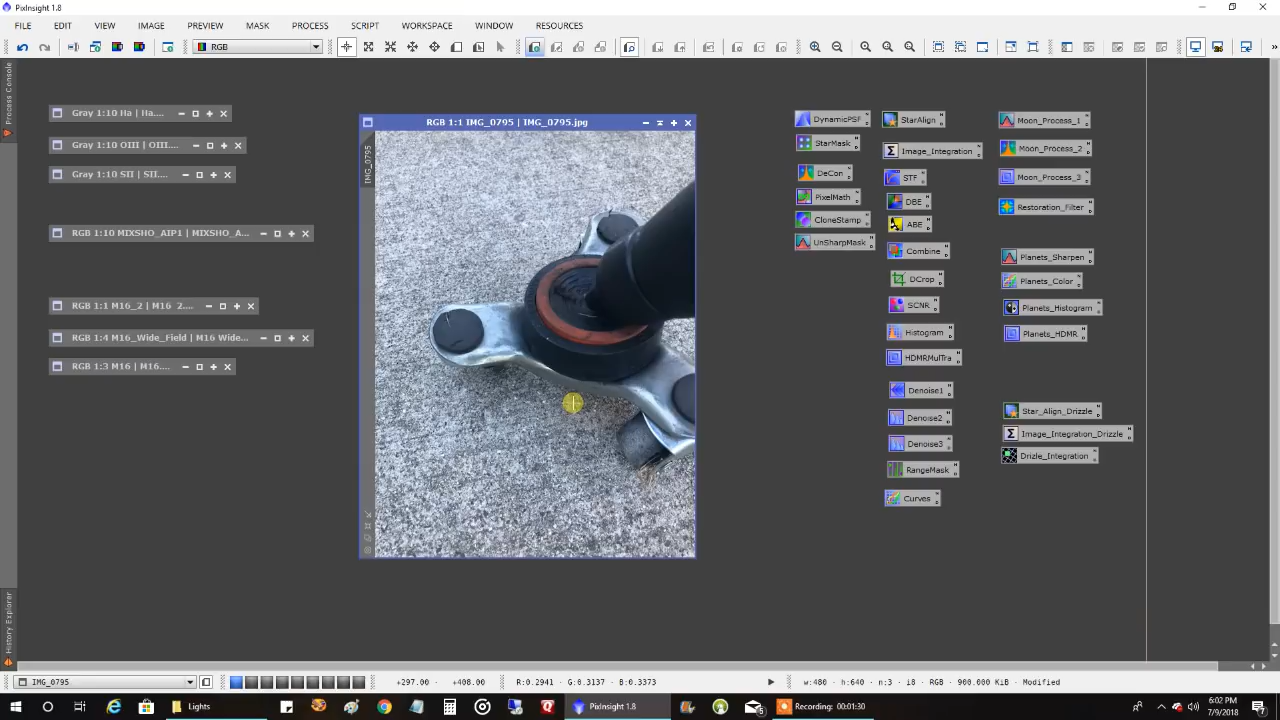 PixInsight 1.8
FILE EDIT VIEW IMAGE PREVIEW MASK PROCESS SCRIPT WORKSPACE WINDOW RESOURCES
RGB
Process Console
Gray 1:10 Ha | Ha....
Gray 1:10 OIII | OIII....
Gray 1:10 SII | SII....
RGB 1:10 MIXSHO_AIP1 | MIXSHO_A...
RGB 1:1 M16_2 | M16_2....
RGB 1:4 M16_Wide_Field | M16 Wide...
RGB 1:3 M16 | M16....
RGB 1:1 IMG_0795 | IMG_0795.jpg
IMG_0795
DynamicPSF
StarMask
DeCon
PixelMath
CloneStamp
UnSharpMask
StarAlign
Image_Integration
STF
DBE
ABE
Combine
DCrop
SCNR
Histogram
HDRMulTra
Denoise1
Denoise2
Denoise3
RangeMask
Curves
Moon_Process_1
Moon_Process_2
Moon_Process_3
Restoration_Filter
Planets_Sharpen
Planets_Color
Planets_Histogram
Planets_HDMR
Star_Align_Drizzle
Image_Integration_Drizzle
Drizle_Integration
History Explorer
IMG_0795 +297.00 · +408.00 R:0.2941 · G:0.3137 · B:0.3373 w:480 · h:640 · n:3 · i8 · RGB · 900.000 KiB · Modified
Lights PixInsight 1.8 Recording: 00:01:30
6:02 PM
7/9/2018